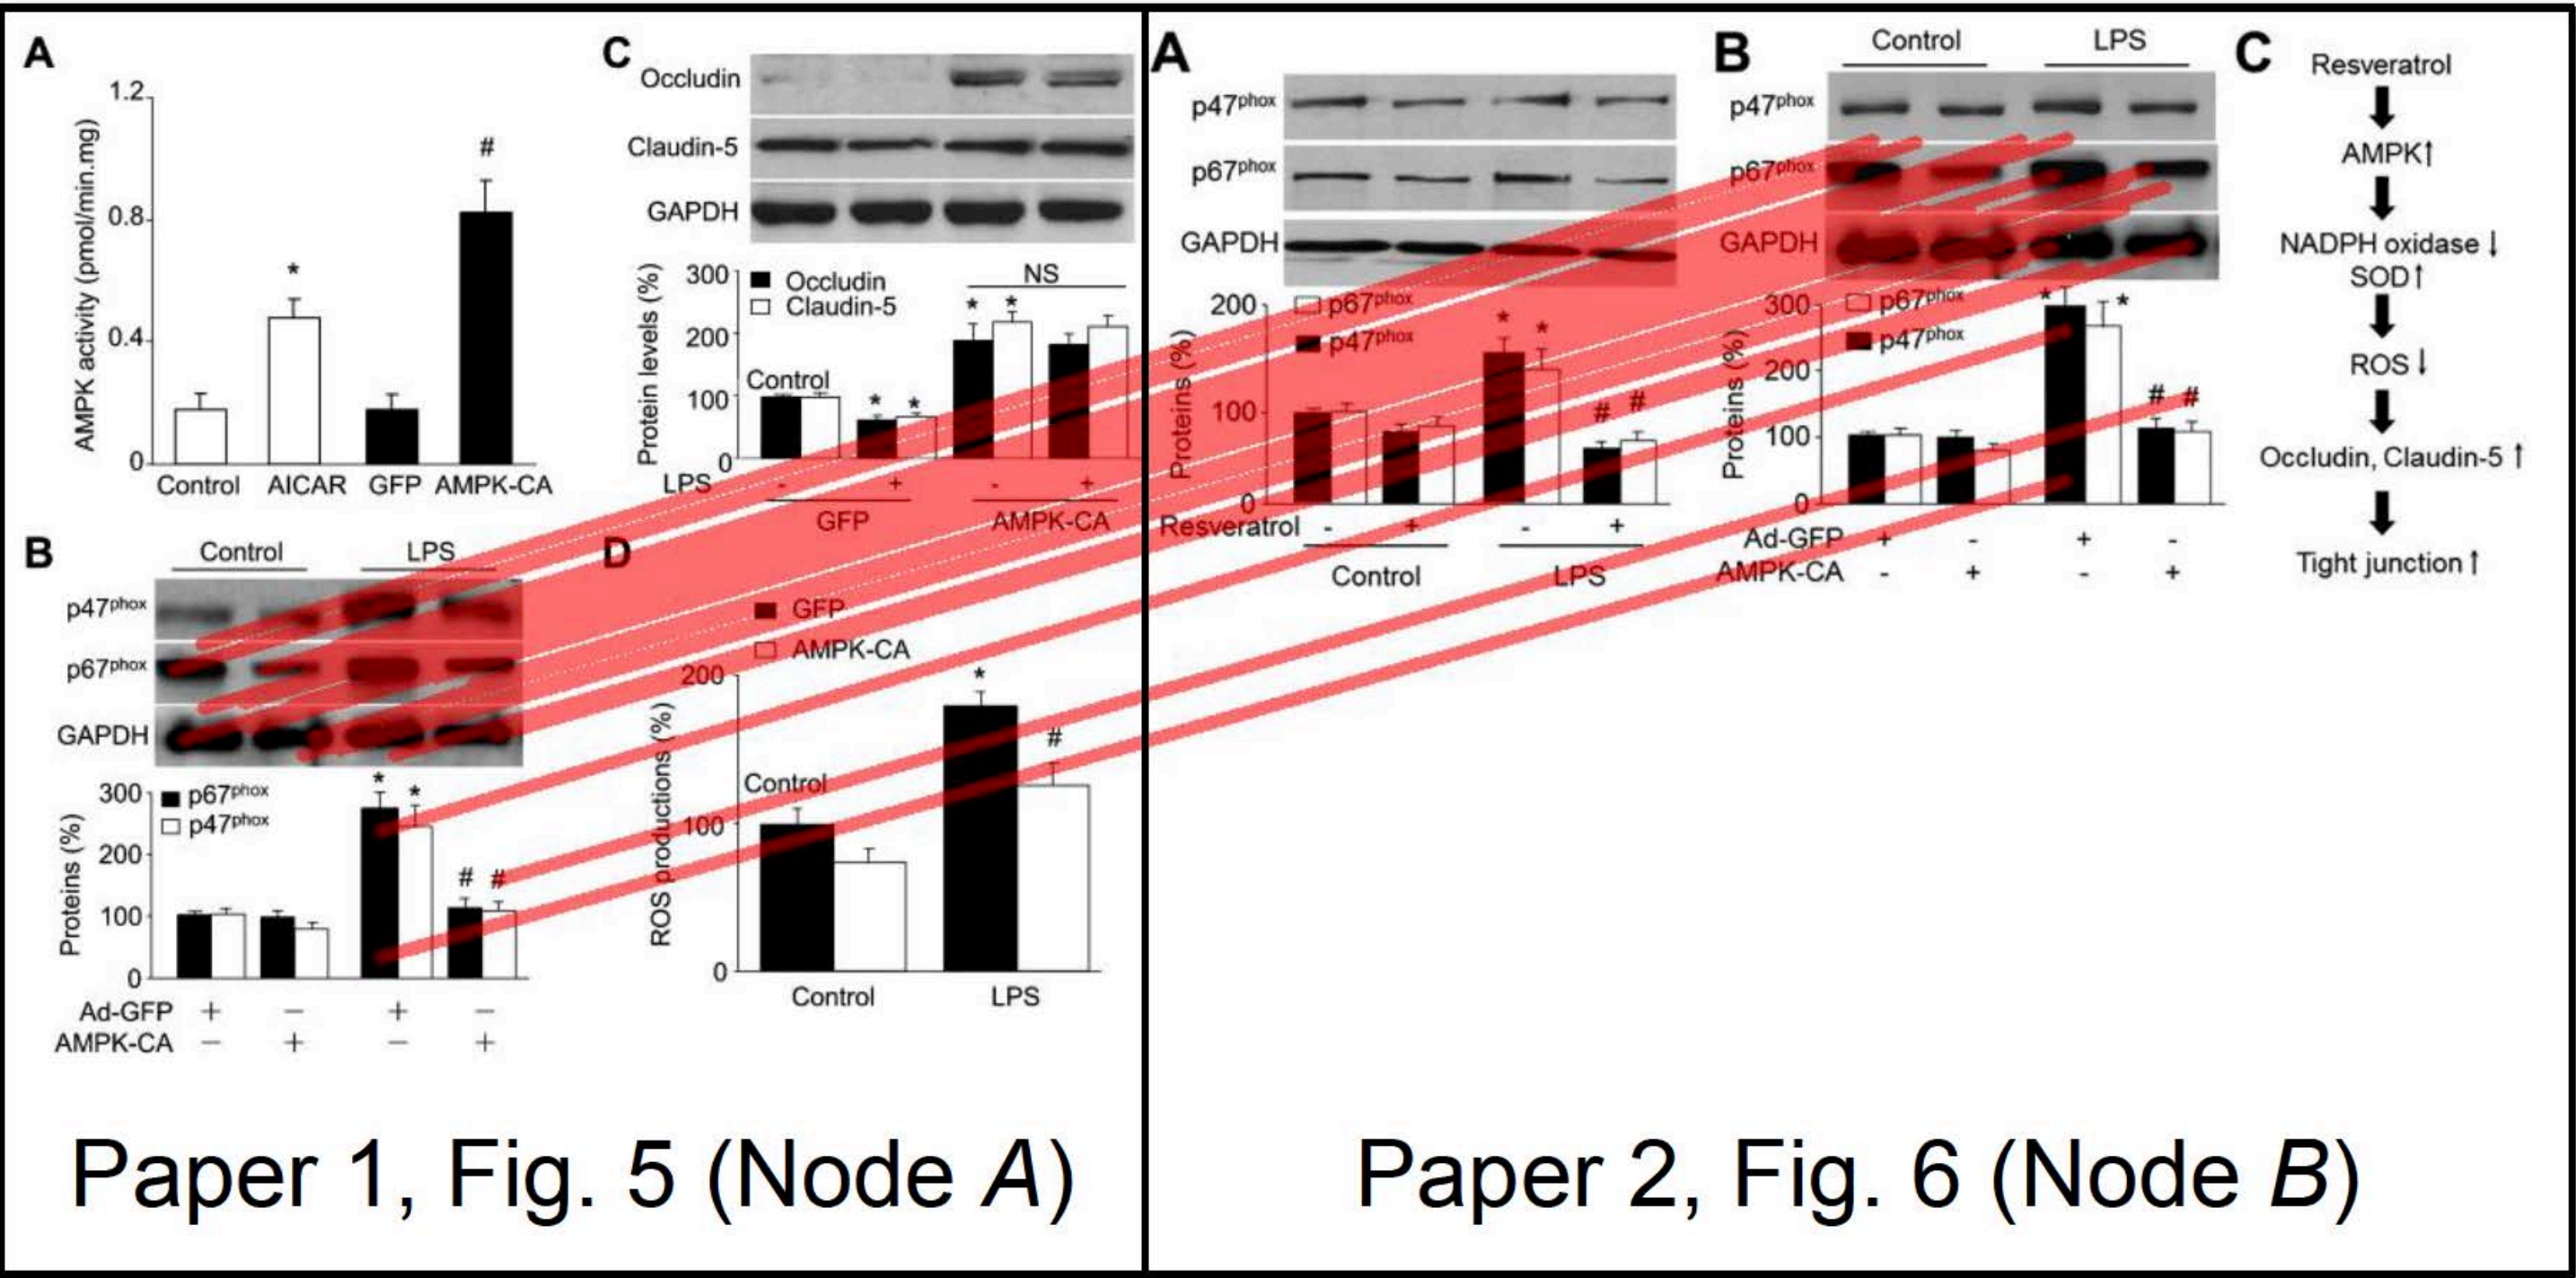 A
AMPK activity (pmol/min.mg)
1.2
0.8
0.4
0
*
#
Control AICAR GFP AMPK-CA
C
Occludin
Claudin-5
GAPDH
Protein levels (%)
300
200
100
0
Occludin
Claudin-5
NS
* *
Control
* *
LPS - + - +
GFP AMPK-CA
B
Control LPS
p47phox
p67phox
GAPDH
Proteins (%)
300
200
100
0
p67phox
p47phox
* *
# #
Ad-GFP + – + –
AMPK-CA – + – +
D
GFP
AMPK-CA
ROS productions (%)
200
100
0
Control
*
#
Control LPS
Paper 1, Fig. 5 (Node A)
A
p47phox
p67phox
GAPDH
Proteins (%)
200
100
0
p67phox
p47phox
* *
# #
Resveratrol - + - +
Control LPS
B
Control LPS
p47phox
p67phox
GAPDH
Proteins (%)
300
200
100
0
p67phox
p47phox
* *
# #
Ad-GFP + - + -
AMPK-CA - + - +
C
Resveratrol
AMPK↑
NADPH oxidase ↓
SOD↑
ROS ↓
Occludin, Claudin-5 ↑
Tight junction ↑
Paper 2, Fig. 6 (Node B)